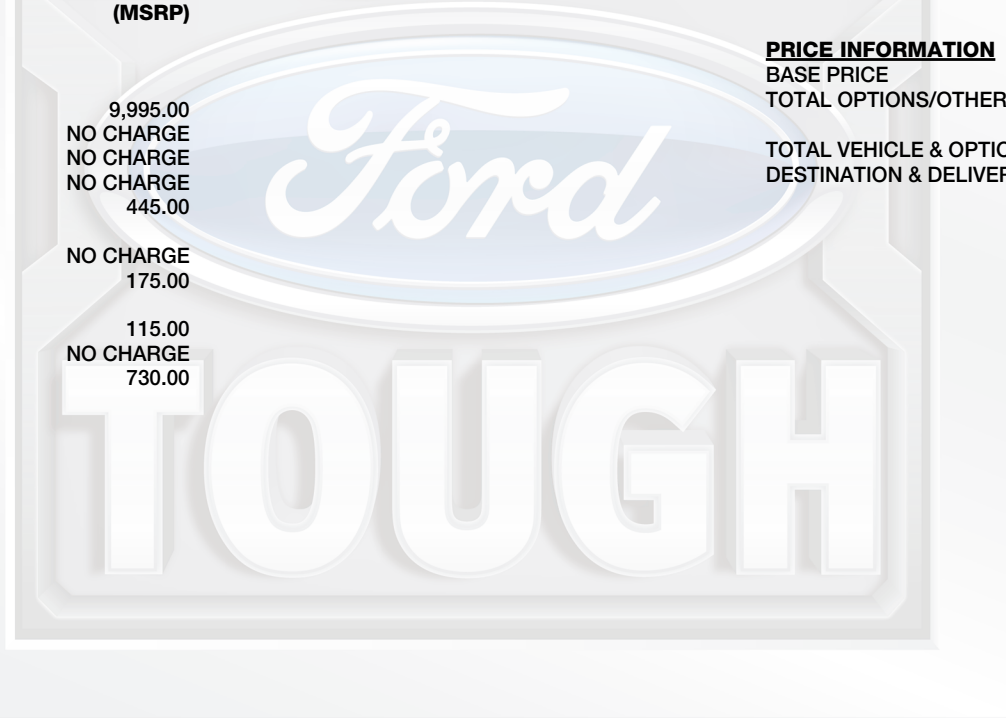 (MSRP)
9,995.00
NO CHARGE
NO CHARGE
NO CHARGE
445.00
NO CHARGE
175.00
115.00
NO CHARGE
730.00
PRICE INFORMATION
BASE PRICE
TOTAL OPTIONS/OTHER
TOTAL VEHICLE & OPTIO
DESTINATION & DELIVER
Ford
TOUGH